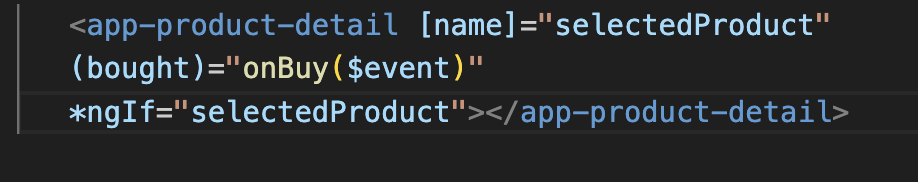 <app-product-detail [name]="selectedProduct"
(bought)="onBuy($event)"
*ngIf="selectedProduct"></app-product-detail>